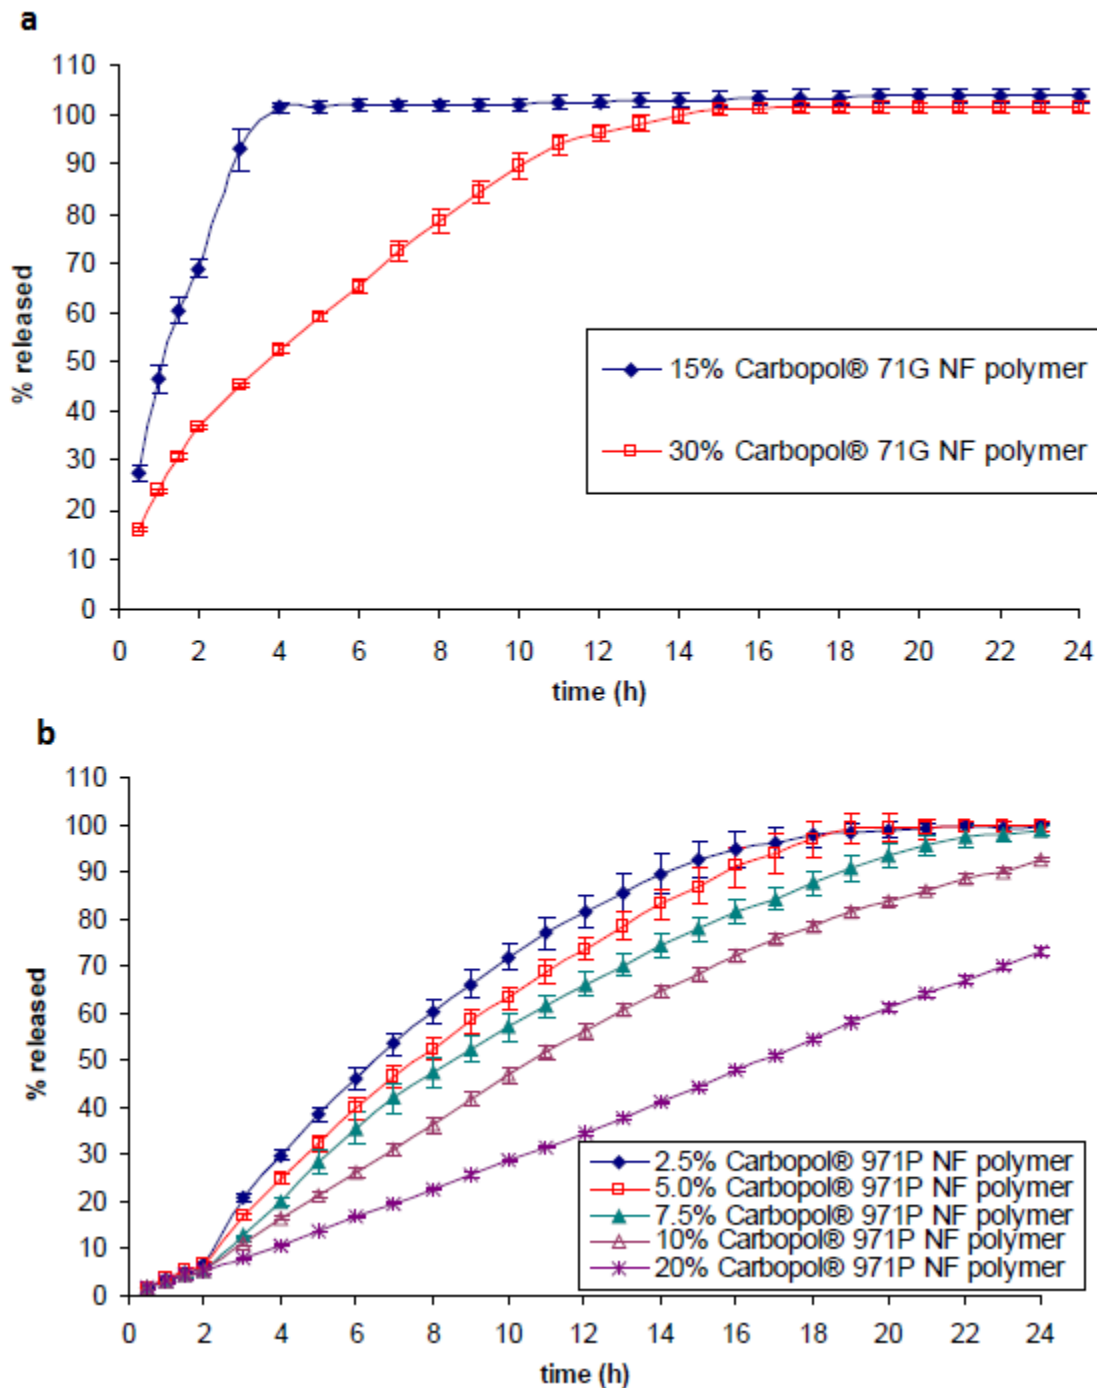 a
110
100
90
80
70
60
50
40
30
20
10
0
% released
15% Carbopol® 71G NF polymer
30% Carbopol® 71G NF polymer
0 2 4 6 8 10 12 14 16 18 20 22 24
time (h)
b
110
100
90
80
70
60
50
40
30
20
10
0
% released
2.5% Carbopol® 971P NF polymer
5.0% Carbopol® 971P NF polymer
7.5% Carbopol® 971P NF polymer
10% Carbopol® 971P NF polymer
20% Carbopol® 971P NF polymer
0 2 4 6 8 10 12 14 16 18 20 22 24
time (h)